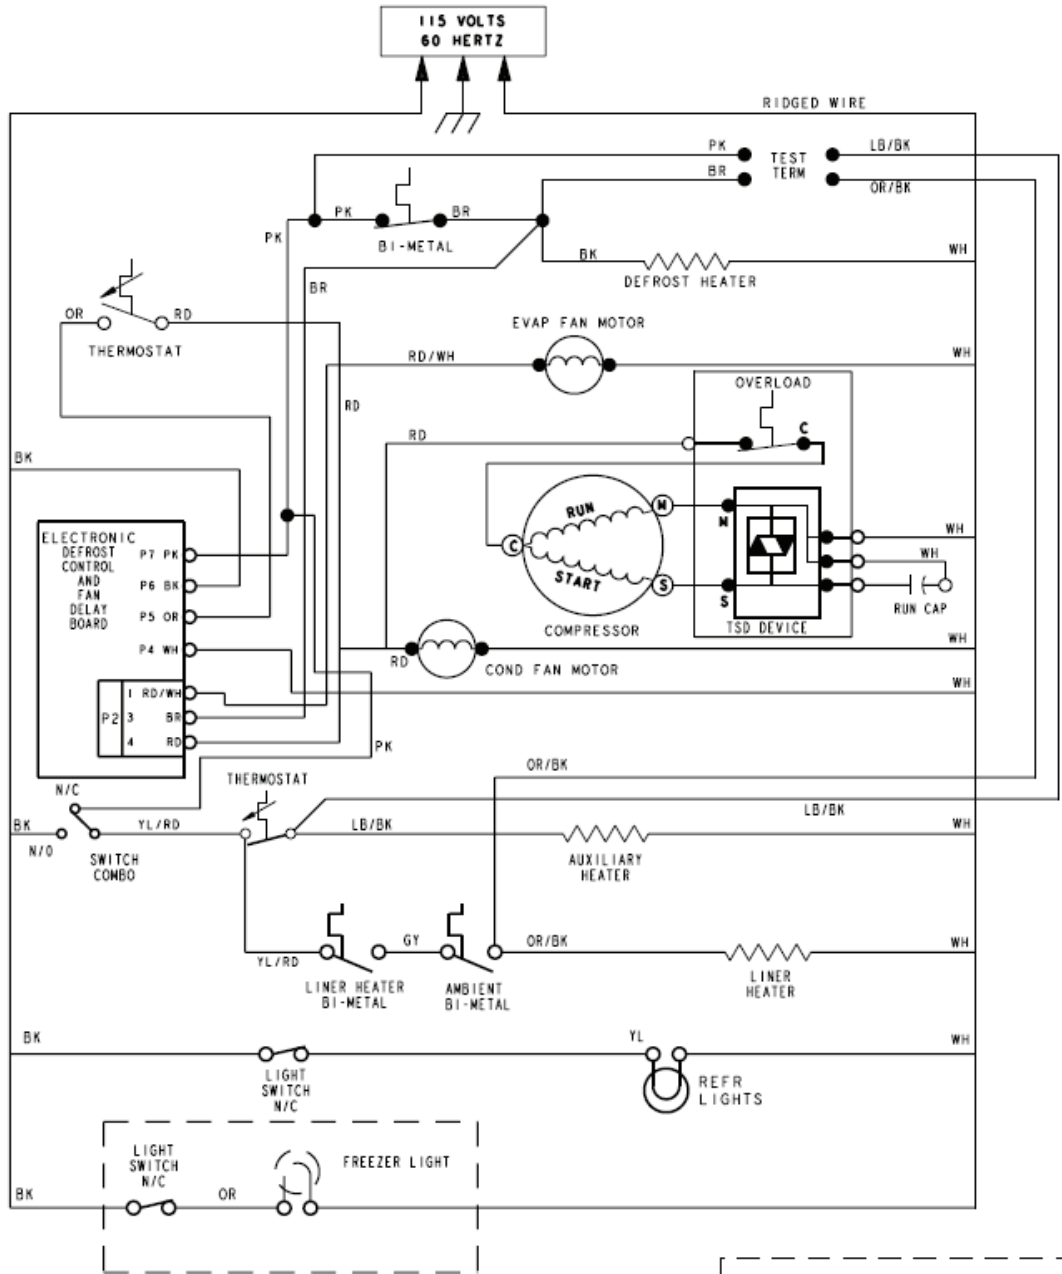 115 VOLTS
60 HERTZ
RIDGED WIRE
PK
TEST
TERM
LB/BK
BR
OR/BK
PK
BR
BI-METAL
PK
BK
DEFROST HEATER
WH
BR
OR
RD
THERMOSTAT
EVAP FAN MOTOR
RD/WH
WH
OVERLOAD
RD
RD
C
BK
RUN
START
C
M
S
COMPRESSOR
M
S
TSD DEVICE
WH
WH
RUN CAP
ELECTRONIC
DEFROST
CONTROL
AND
FAN
DELAY
BOARD
P7 PK
P6 BK
P5 OR
P4 WH
P2
1 RD/WH
3 BR
4 RD
RD
COND FAN MOTOR
WH
WH
PK
N/C
THERMOSTAT
OR/BK
LB/BK
BK
N/O
SWITCH
COMBO
YL/RD
LB/BK
AUXILIARY
HEATER
WH
YL/RD
LINER HEATER
BI-METAL
GY
AMBIENT
BI-METAL
OR/BK
LINER
HEATER
WH
BK
LIGHT
SWITCH
N/C
YL
REFR
LIGHTS
WH
LIGHT
SWITCH
N/C
FREEZER LIGHT
BK
OR